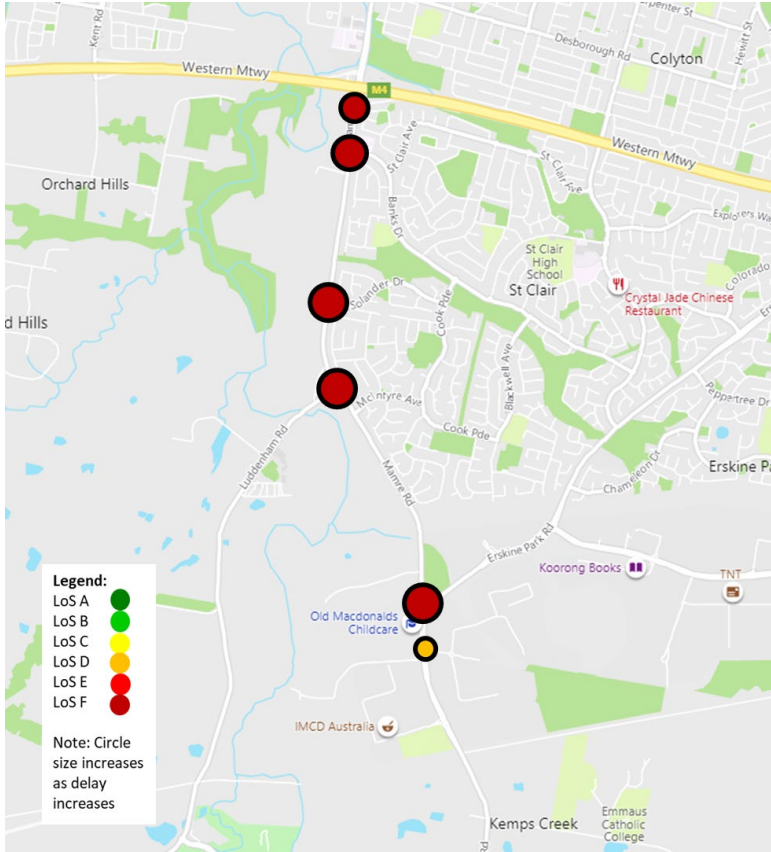 Kent Rd
Carpenter St
Desborough Rd
Hewitt St
Colyton
Western Mtwy
M4
St Clair Ave
Western Mtwy
St Clair
Ave
Orchard Hills
Banks Dr
Explorers Wa
St Clair
High
School
St Clair
Colorado
Solander Dr
Cook Pde
Crystal Jade Chinese
Restaurant
d Hills
Blackwell Ave
McIntyre Ave
Peppertree Dr
Cook Pde
Luddenham Rd
Mamre Rd
Chameleon Dr
Erskine Pa
Erskine Park Rd
Koorong Books
TNT
Old Macdonalds
Childcare
Legend:
LoS A
LoS B
LoS C
LoS D
LoS E
LoS F
Note: Circle
size increases
as delay
increases
IMCD Australia
Kemps Creek
Emmaus
Catholic
College